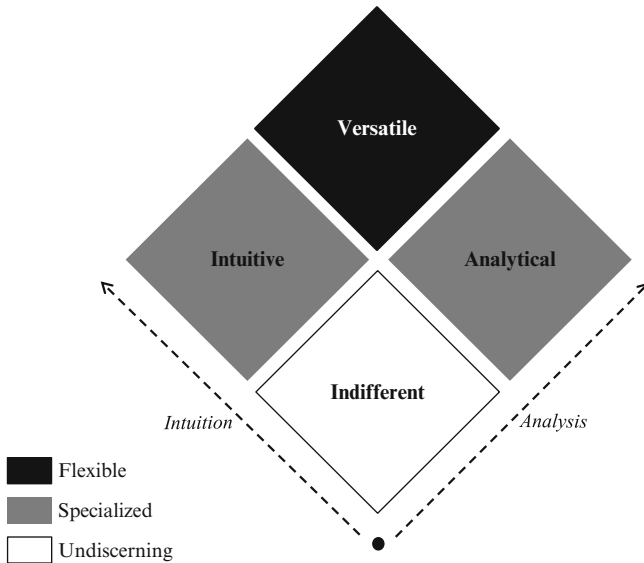 Versatile
Intuitive
Analytical
Indifferent
Intuition
Analysis
Flexible
Specialized
Undiscerning